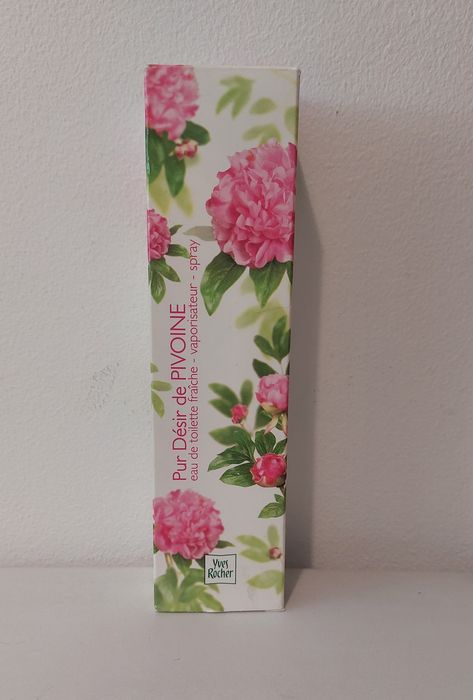 Pur Désir de PIVOINE
eau de toilette fraîche - vaporisateur - spray
Yves
Rocher